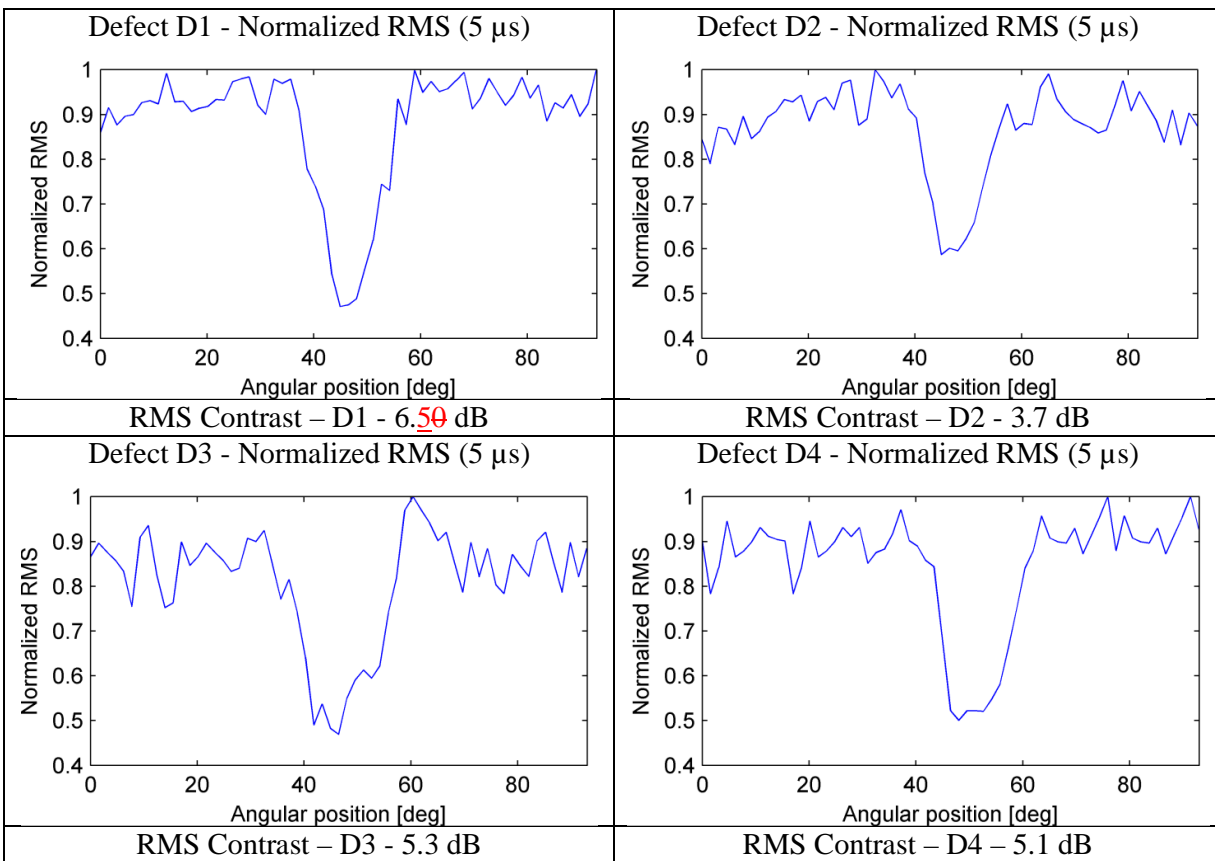 Defect D1 - Normalized RMS (5 µs)
1
0.9
0.8
0.7
0.6
0.5
0.4
Normalized RMS
0 20 40 60 80
Angular position [deg]
RMS Contrast – D1 - 6.50 dB
Defect D2 - Normalized RMS (5 µs)
1
0.9
0.8
0.7
0.6
0.5
0.4
Normalized RMS
0 20 40 60 80
Angular position [deg]
RMS Contrast – D2 - 3.7 dB
Defect D3 - Normalized RMS (5 µs)
1
0.9
0.8
0.7
0.6
0.5
0.4
Normalized RMS
0 20 40 60 80
Angular position [deg]
RMS Contrast – D3 - 5.3 dB
Defect D4 - Normalized RMS (5 µs)
1
0.9
0.8
0.7
0.6
0.5
0.4
Normalized RMS
0 20 40 60 80
Angular position [deg]
RMS Contrast – D4 – 5.1 dB